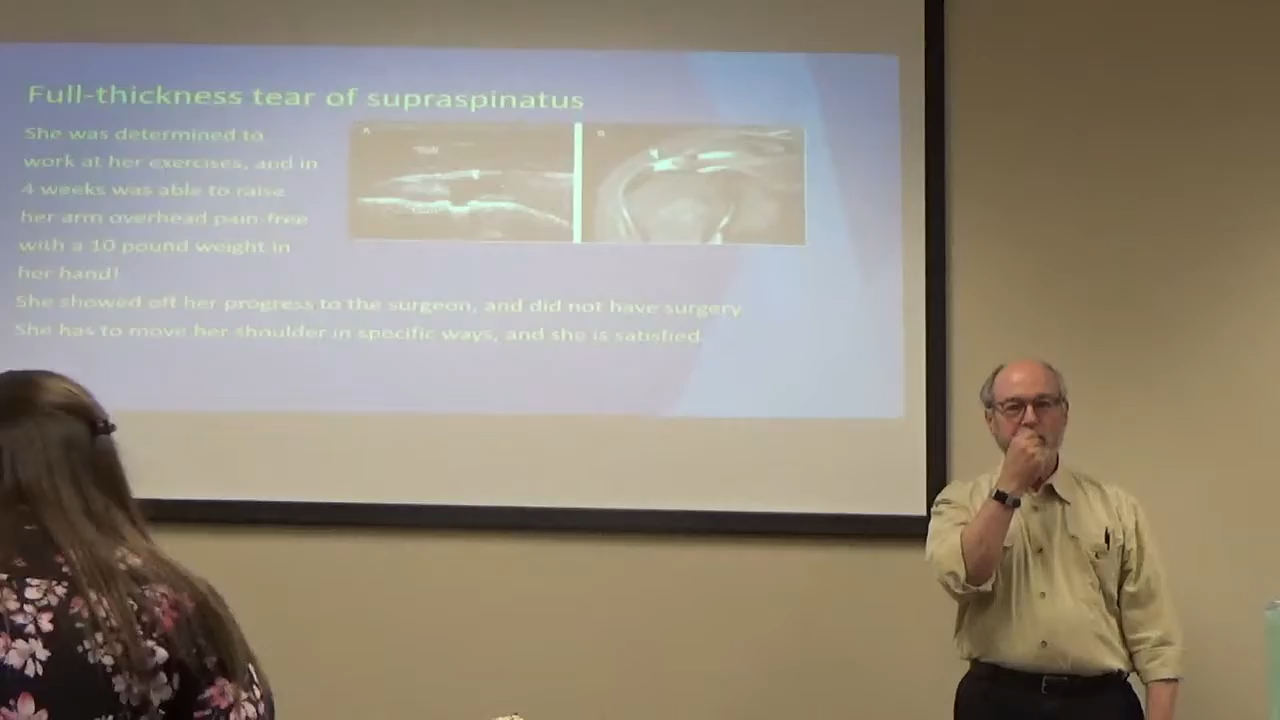 Full-thickness tear of supraspinatus
She was determined to
work at her exercises, and in
4 weeks was able to raise
her arm overhead pain-free
with a 10 pound weight in
her hand!
She showed off her progress to the surgeon, and did not have surgery.
She has to move her shoulder in specific ways, and she is satisfied.
A
B